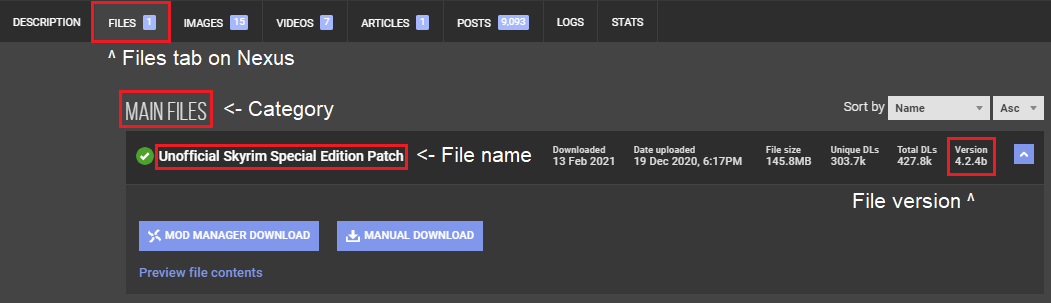 DESCRIPTION FILES 1 IMAGES 15 VIDEOS 7 ARTICLES 1 POSTS 9,093 LOGS STATS
^ Files tab on Nexus
MAIN FILES <- Category Sort by Name Asc
Unofficial Skyrim Special Edition Patch <- File name Downloaded Date uploaded File size Unique DLs Total DLs Version
13 Feb 2021 19 Dec 2020, 6:17PM 145.8MB 303.7k 427.8k 4.2.4b
File version ^
MOD MANAGER DOWNLOAD MANUAL DOWNLOAD
Preview file contents